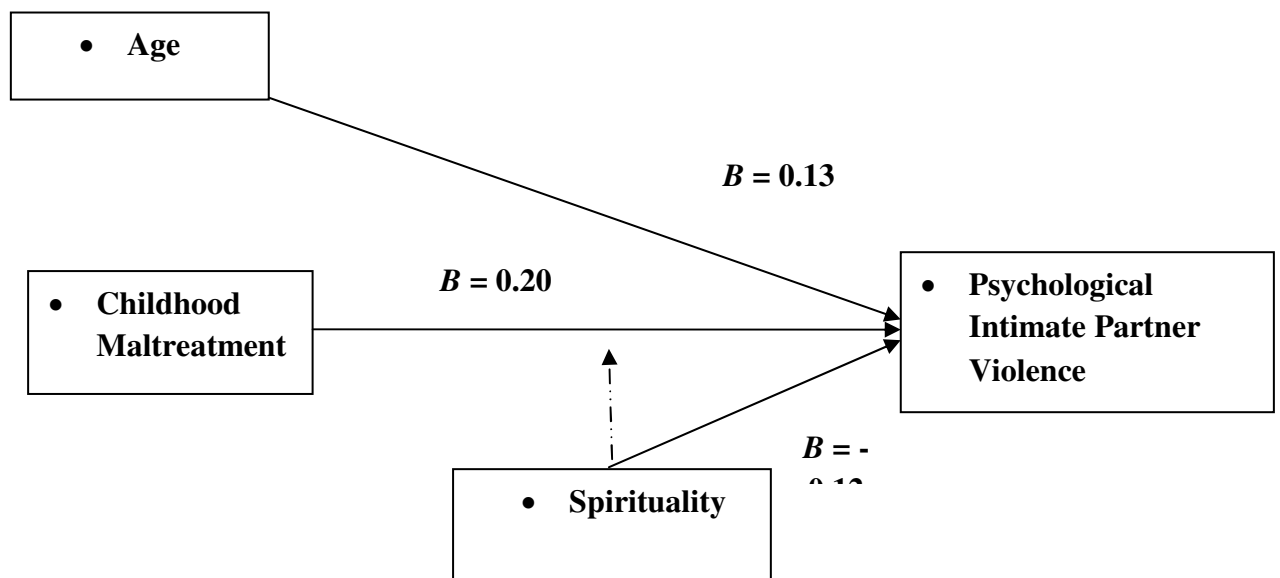 • Age
B = 0.13
B = 0.20
• Childhood
Maltreatment
• Psychological
Intimate Partner
Violence
B = -
• Spirituality